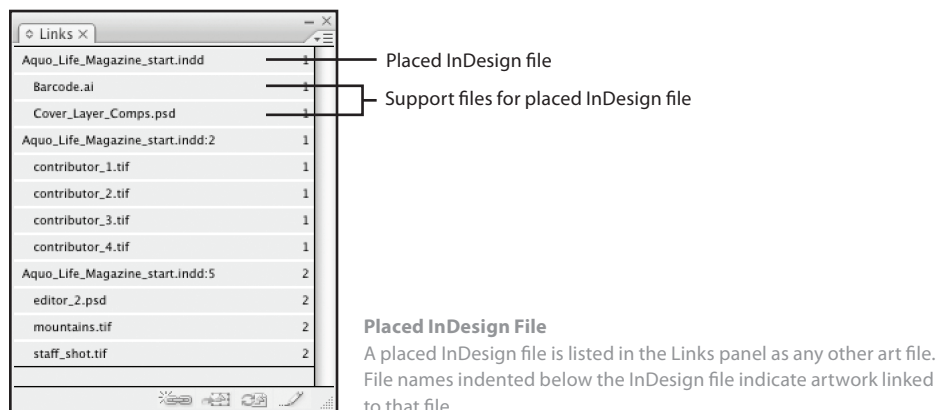 Links
Aquo_Life_Magazine_start.indd 1
Barcode.ai 1
Cover_Layer_Comps.psd 1
Aquo_Life_Magazine_start.indd:2 1
contributor_1.tif 1
contributor_2.tif 1
contributor_3.tif 1
contributor_4.tif 1
Aquo_Life_Magazine_start.indd:5 2
editor_2.psd 2
mountains.tif 2
staff_shot.tif 2
Placed InDesign file
Support files for placed InDesign file
Placed InDesign File
A placed InDesign file is listed in the Links panel as any other art file.
File names indented below the InDesign file indicate artwork linked
to that file